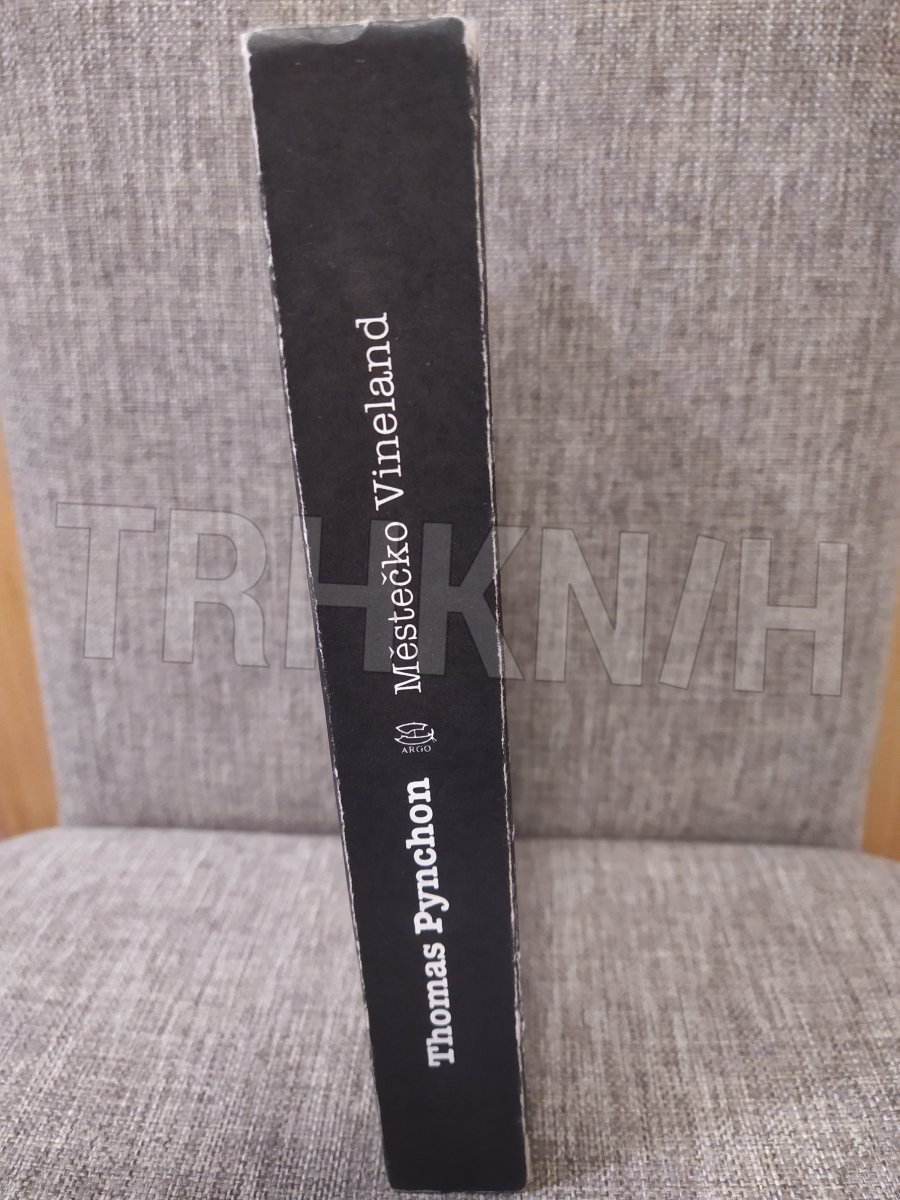 Thomas Pynchon
ARGO
Městečko Vineland
TRHKNIH